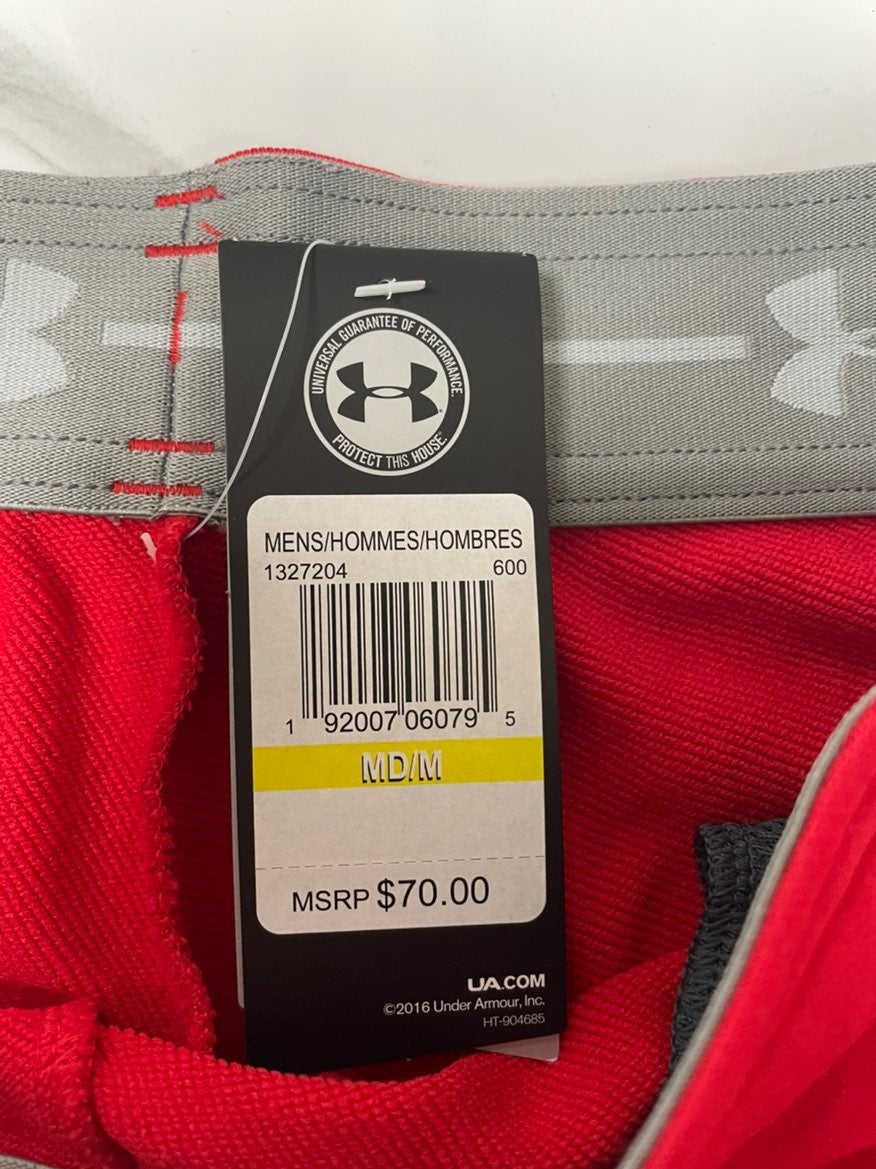 UNIVERSAL GUARANTEE OF PERFORMANCE.
PROTECT THIS HOUSE.
MENS/HOMMES/HOMBRES
1327204 600
1 92007 06079 5
MD/M
MSRP $70.00
UA.COM
©2016 Under Armour, Inc.
HT-904685